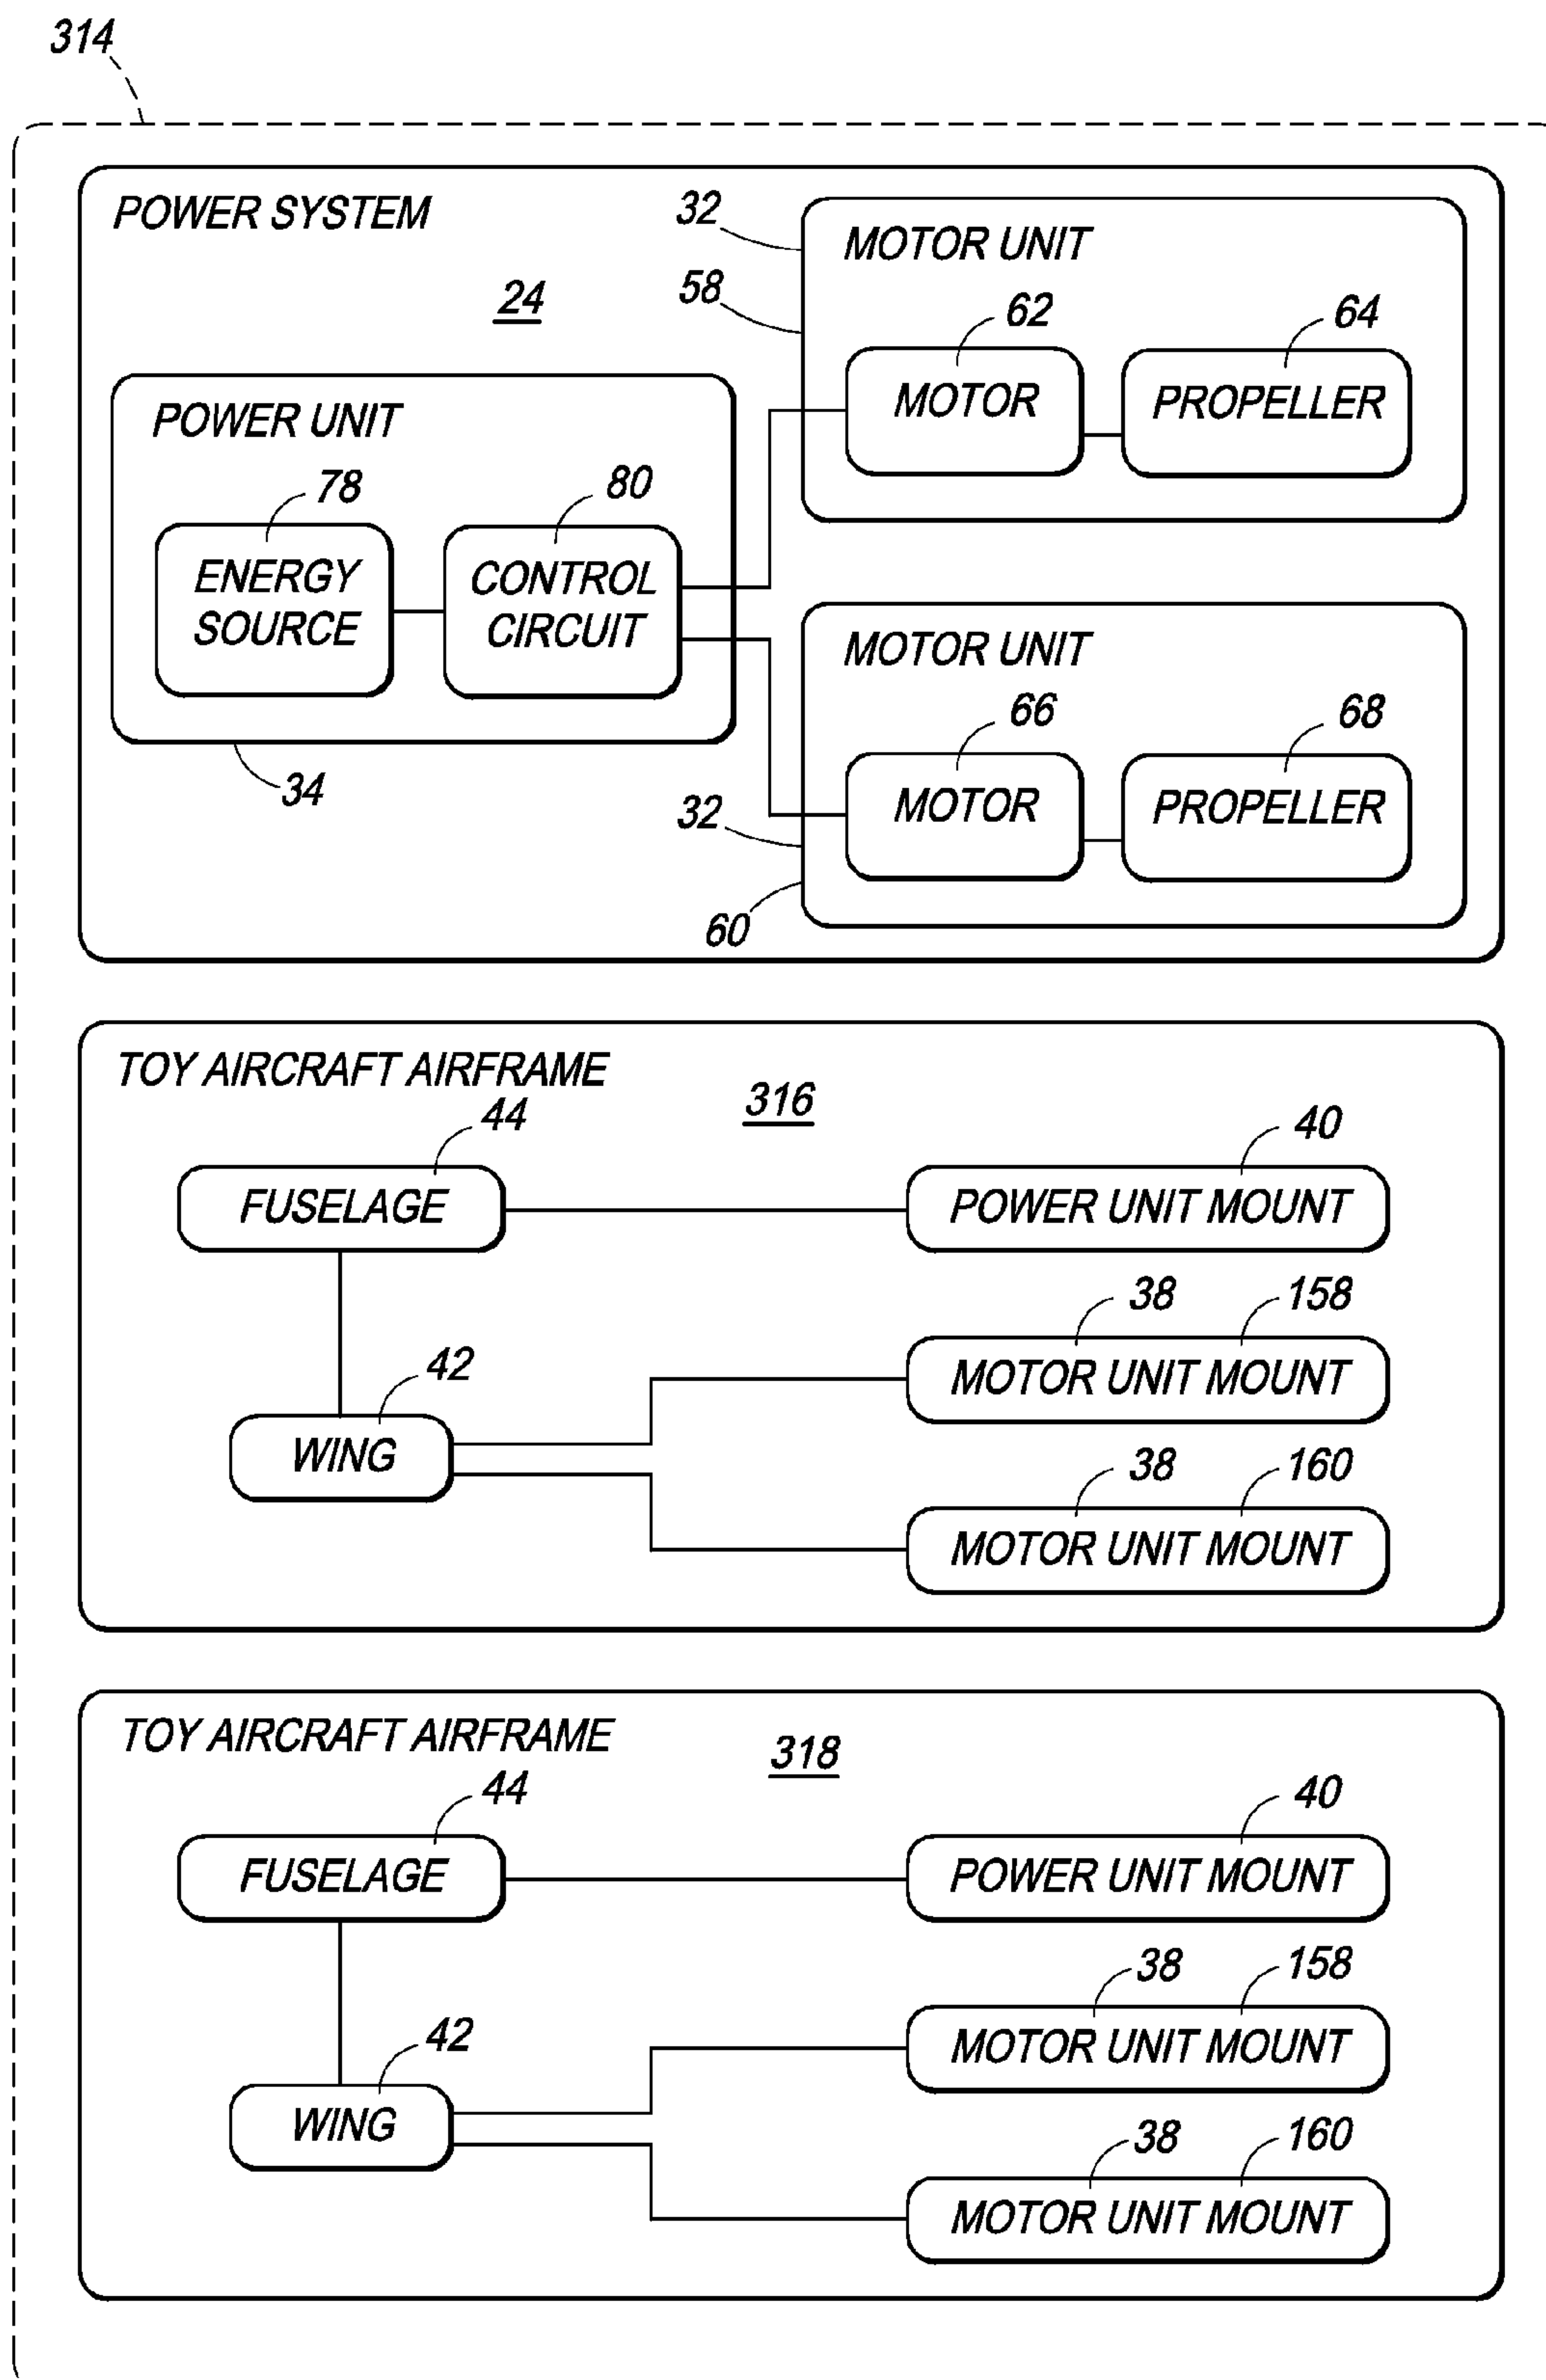 314
POWER SYSTEM
24
32
MOTOR UNIT
58
62
64
MOTOR
PROPELLER
POWER UNIT
78
80
ENERGY
SOURCE
CONTROL
CIRCUIT
34
MOTOR UNIT
66
68
32
MOTOR
PROPELLER
60
TOY AIRCRAFT AIRFRAME
316
44
40
FUSELAGE
POWER UNIT MOUNT
38
158
42
MOTOR UNIT MOUNT
WING
38
160
MOTOR UNIT MOUNT
TOY AIRCRAFT AIRFRAME
318
44
40
FUSELAGE
POWER UNIT MOUNT
38
158
42
MOTOR UNIT MOUNT
WING
38
160
MOTOR UNIT MOUNT